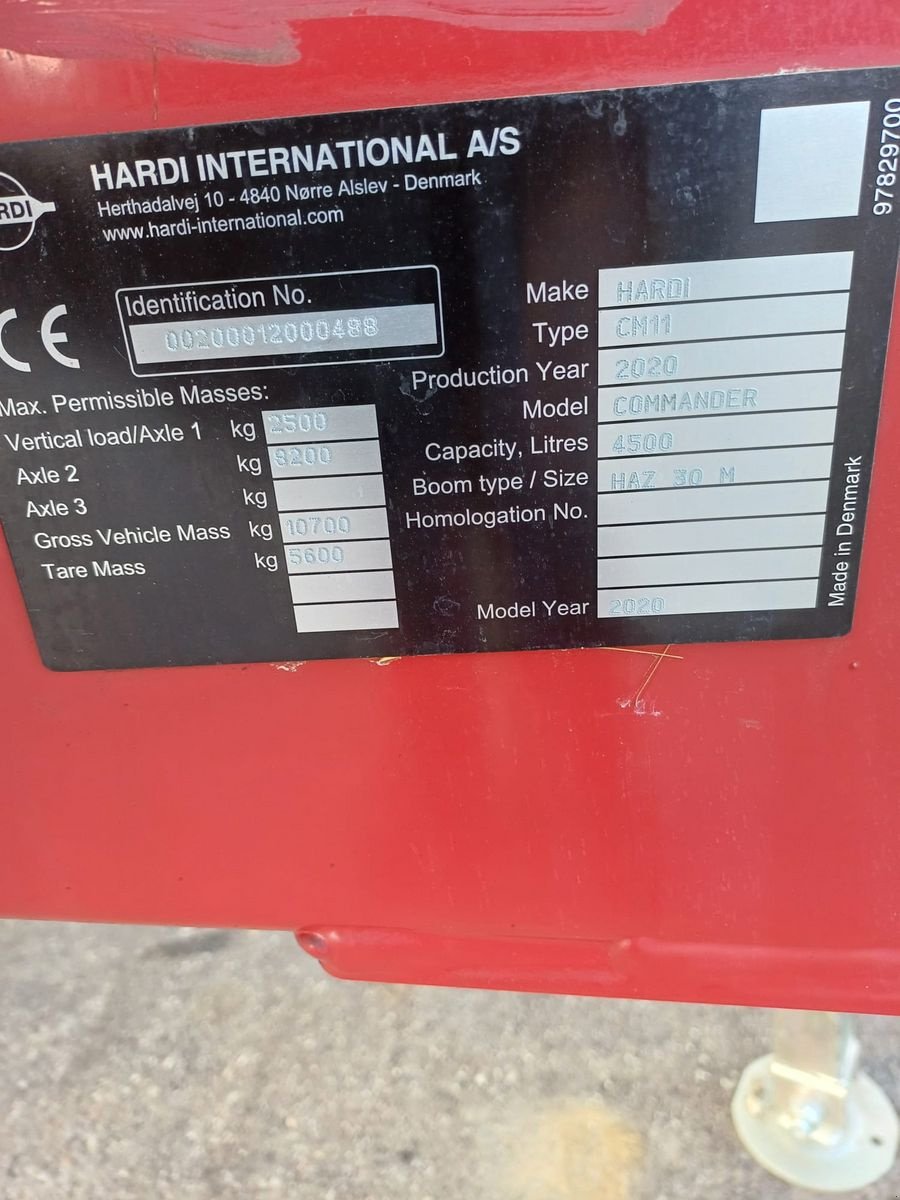 HARDI INTERNATIONAL A/S
Herthadalvej 10 - 4840 Nørre Alslev - Denmark
www.hardi-international.com
RDI
97829700
CE
Identification No.
00200012000488
Max. Permissible Masses:
Vertical load/Axle 1 kg 2500
Axle 2 kg 8200
Axle 3 kg
Gross Vehicle Mass kg 10700
Tare Mass kg 5600
Make HARDI
Type CM11
Production Year 2020
Model COMMANDER
Capacity, Litres 4500
Boom type / Size HAZ 30 M
Homologation No.
Model Year 2020
Made in Denmark